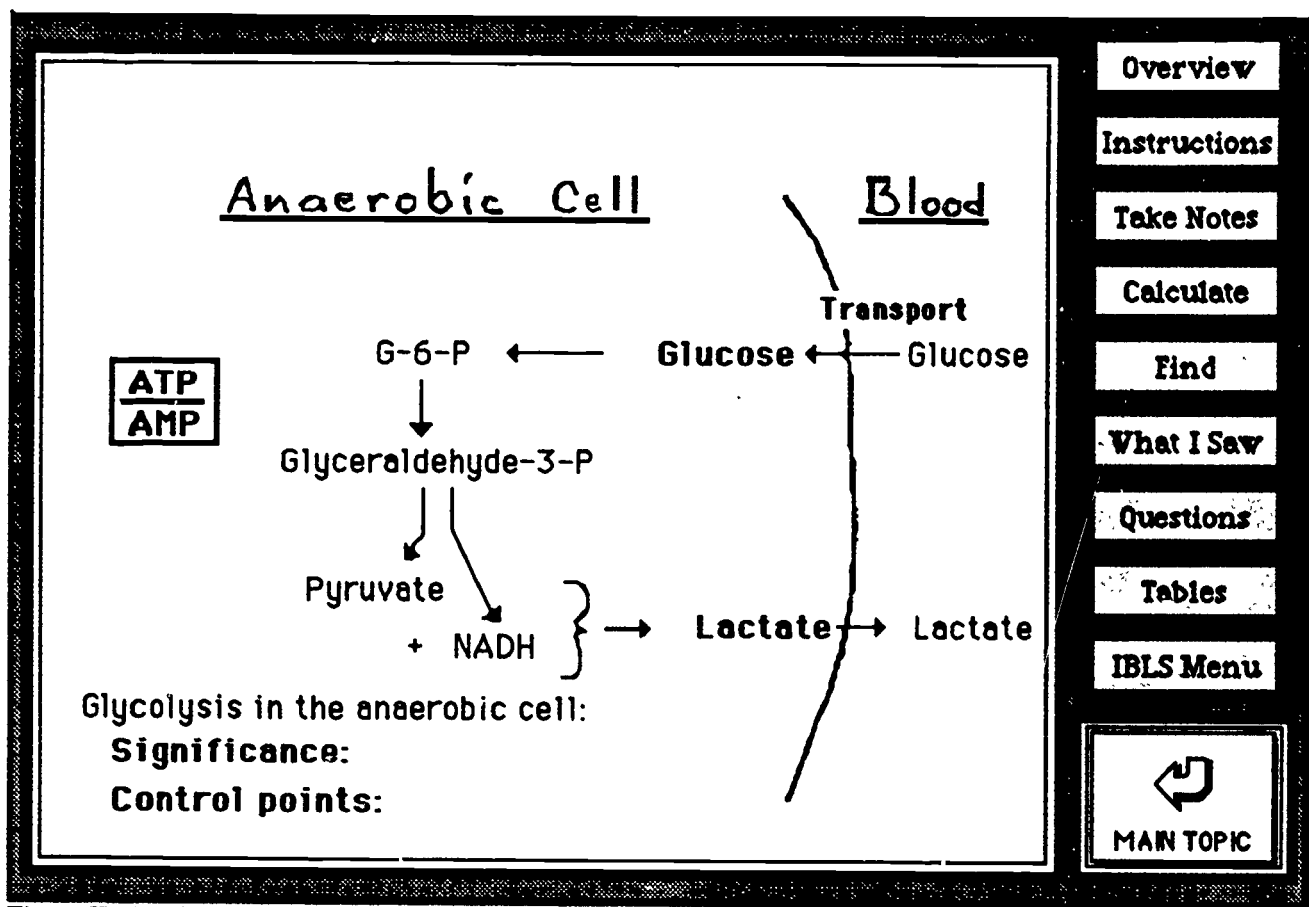 Anaerobic Cell
Blood
Transport
G-6-P
Glucose
Glucose
ATP
AMP
Glyceraldehyde-3-P
Pyruvate
+ NADH
Lactate
Lactate
Glycolysis in the anaerobic cell:
Significance:
Control points:
Overview
Instructions
Take Notes
Calculate
Find
What I Saw
Questions
Tables
IBLS Menu
MAIN TOPIC